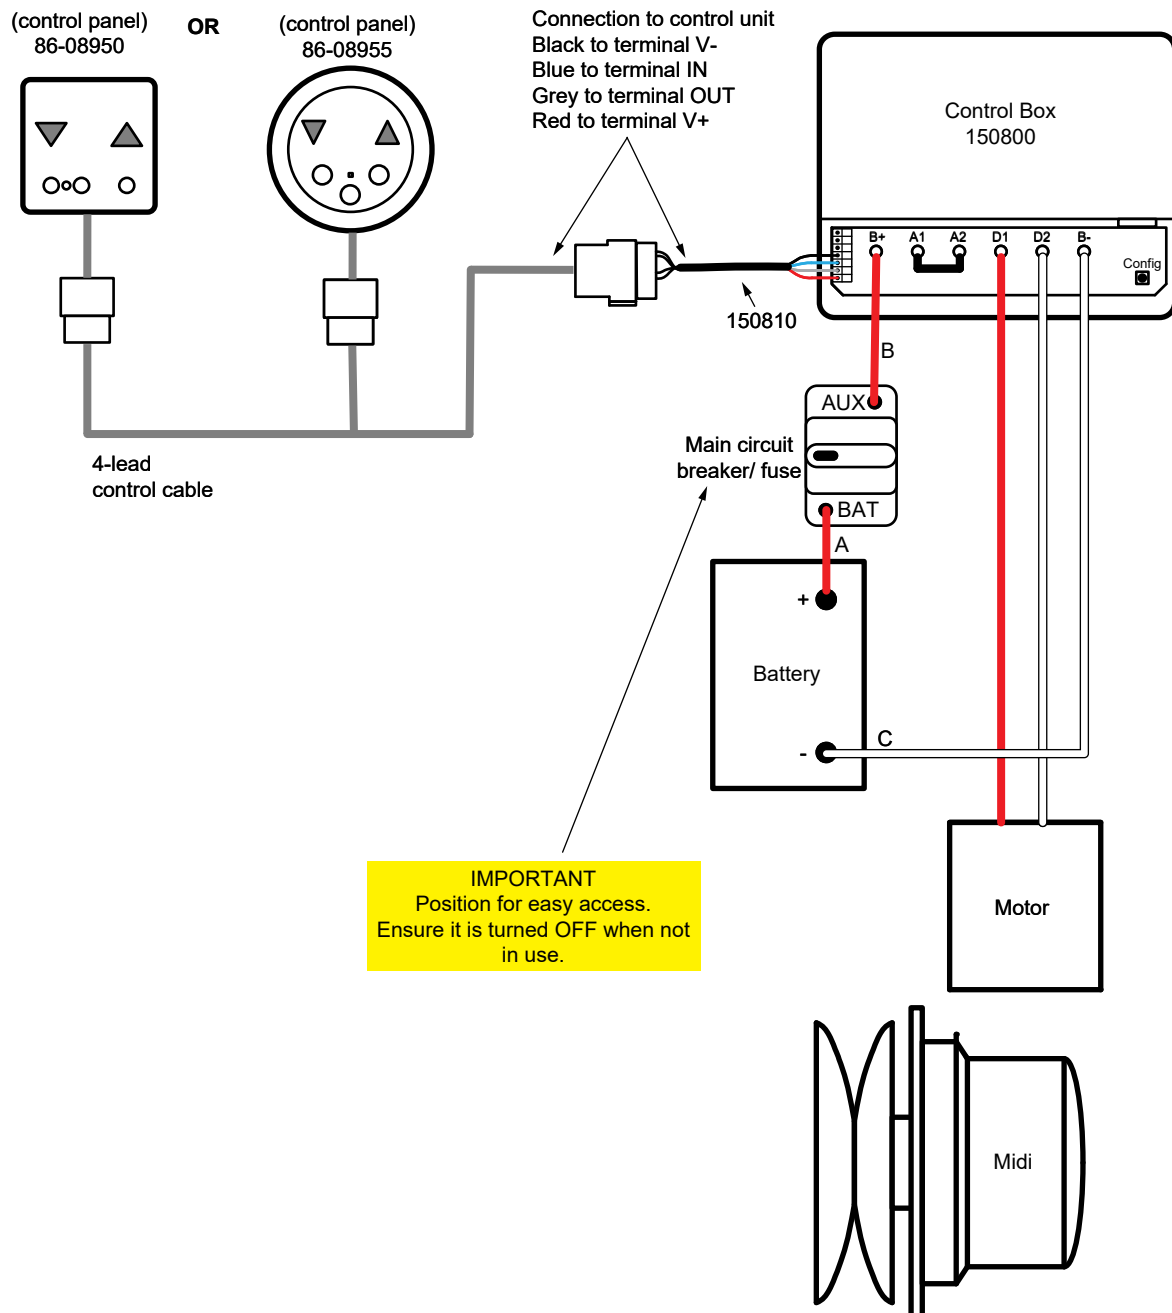 (control panel)
86-08950
OR
(control panel)
86-08955
Connection to control unit
Black to terminal V-
Blue to terminal IN
Grey to terminal OUT
Red to terminal V+
Control Box
150800
B+ A1 A2 D1 D2 B-
Config
150810
B
AUX
Main circuit
breaker/ fuse
BAT
A
4-lead
control cable
+
Battery
-
C
IMPORTANT
Position for easy access.
Ensure it is turned OFF when not
in use.
Motor
Midi